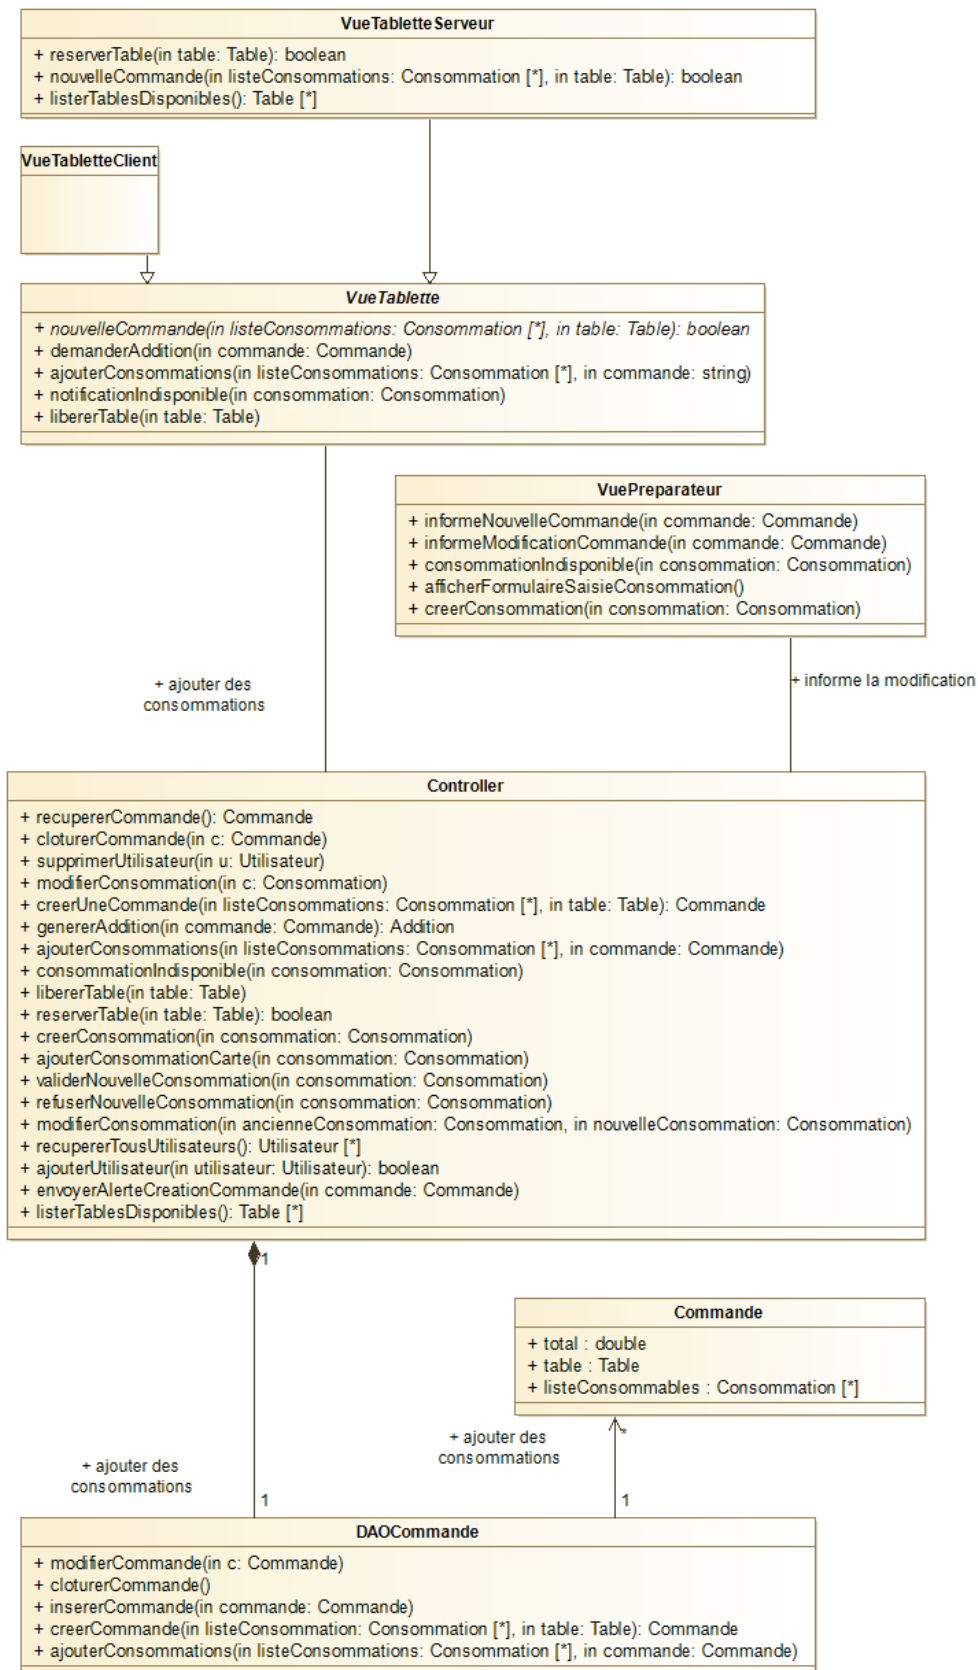 VueTabletteServeur
+ reserverTable(in table: Table): boolean
+ nouvelleCommande(in listeConsommations: Consommation [*], in table: Table): boolean
+ listerTablesDisponibles(): Table [*]
VueTabletteClient
VueTablette
+ nouvelleCommande(in listeConsommations: Consommation [*], in table: Table): boolean
+ demanderAddition(in commande: Commande)
+ ajouterConsommations(in listeConsommations: Consommation [*], in commande: string)
+ notificationIndisponible(in consommation: Consommation)
+ libererTable(in table: Table)
VuePreparateur
+ informeNouvelleCommande(in commande: Commande)
+ informeModificationCommande(in commande: Commande)
+ consommationIndisponible(in consommation: Consommation)
+ afficherFormulaireSaisieConsommation()
+ creerConsommation(in consommation: Consommation)
+ ajouter des
consommations
+ informe la modification
Controller
+ recupererCommande(): Commande
+ cloturerCommande(in c: Commande)
+ supprimerUtilisateur(in u: Utilisateur)
+ modifierConsommation(in c: Consommation)
+ creerUneCommande(in listeConsommations: Consommation [*], in table: Table): Commande
+ genererAddition(in commande: Commande): Addition
+ ajouterConsommations(in listeConsommations: Consommation [*], in commande: Commande)
+ consommationIndisponible(in consommation: Consommation)
+ libererTable(in table: Table)
+ reserverTable(in table: Table): boolean
+ creerConsommation(in consommation: Consommation)
+ ajouterConsommationCarte(in consommation: Consommation)
+ validerNouvelleConsommation(in consommation: Consommation)
+ refuserNouvelleConsommation(in consommation: Consommation)
+ modifierConsommation(in ancienneConsommation: Consommation, in nouvelleConsommation: Consommation)
+ recupererTousUtilisateurs(): Utilisateur [*]
+ ajouterUtilisateur(in utilisateur: Utilisateur): boolean
+ envoyerAlerteCreationCommande(in commande: Commande)
+ listerTablesDisponibles(): Table [*]
1
Commande
+ total : double
+ table : Table
+ listeConsommables : Consommation [*]
*
+ ajouter des
consommations
+ ajouter des
consommations
1
1
DAOCommande
+ modifierCommande(in c: Commande)
+ cloturerCommande()
+ insererCommande(in commande: Commande)
+ creerCommande(in listeConsommation: Consommation [*], in table: Table): Commande
+ ajouterConsommations(in listeConsommations: Consommation [*], in commande: Commande)